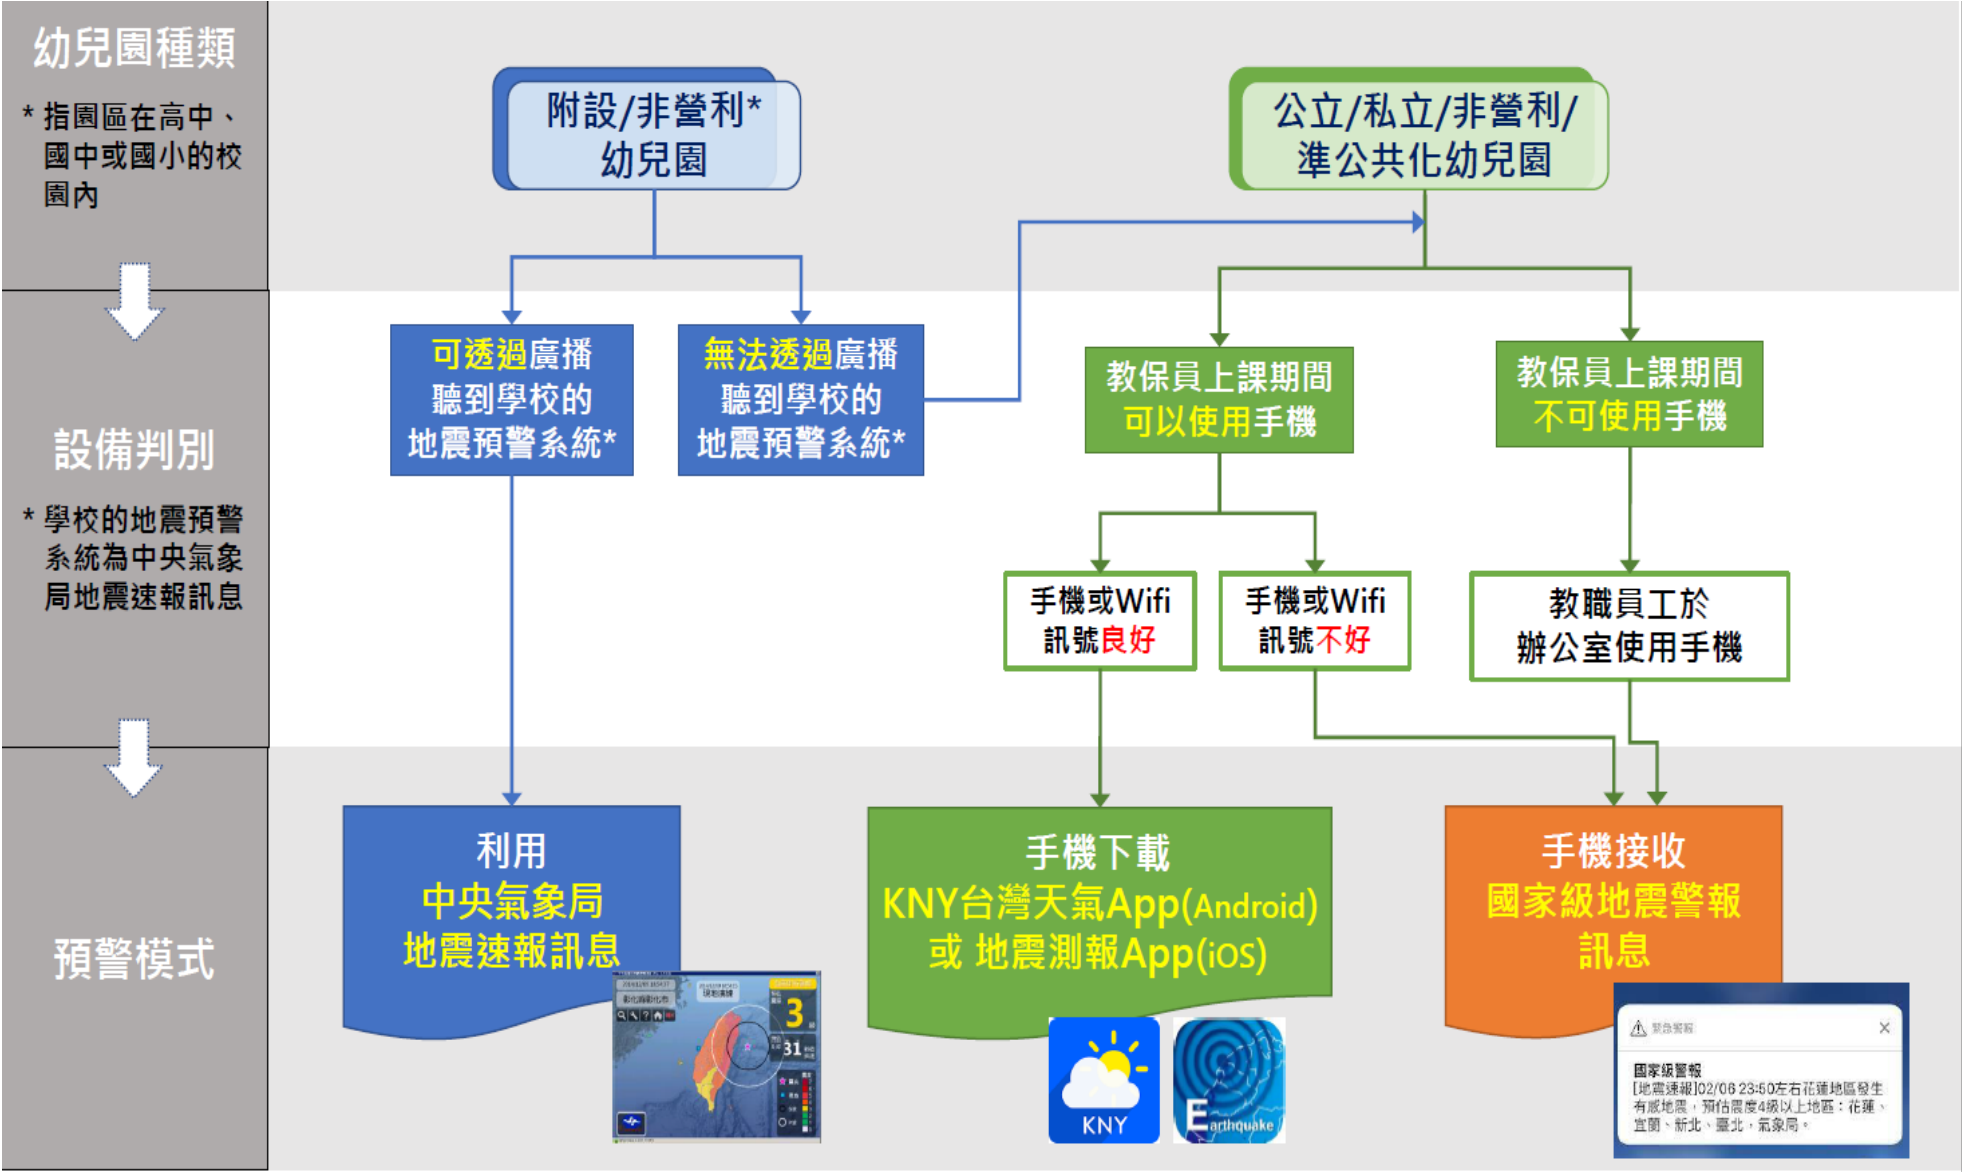 幼兒園種類
* 指園區在高中、
國中或國小的校
園內
附設/非營利*
幼兒園
公立/私立/非營利/
準公共化幼兒園
設備判別
* 學校的地震預警
系統為中央氣象
局地震速報訊息
可透過廣播
聽到學校的
地震預警系統*
無法透過廣播
聽到學校的
地震預警系統*
教保員上課期間
可以使用手機
教保員上課期間
不可使用手機
手機或Wifi
訊號良好
手機或Wifi
訊號不好
教職員工於
辦公室使用手機
預警模式
利用
中央氣象局
地震速報訊息
3
31
手機下載
KNY台灣天氣App(Android)
或 地震測報App(iOS)
KNY
Earthquake
手機接收
國家級地震警報
訊息
緊急警報
國家級警報
[地震速報]02/06 23:50左右花蓮地區發生
有感地震，預估震度4級以上地區：花蓮、
宜蘭、新北、臺北，氣象局。